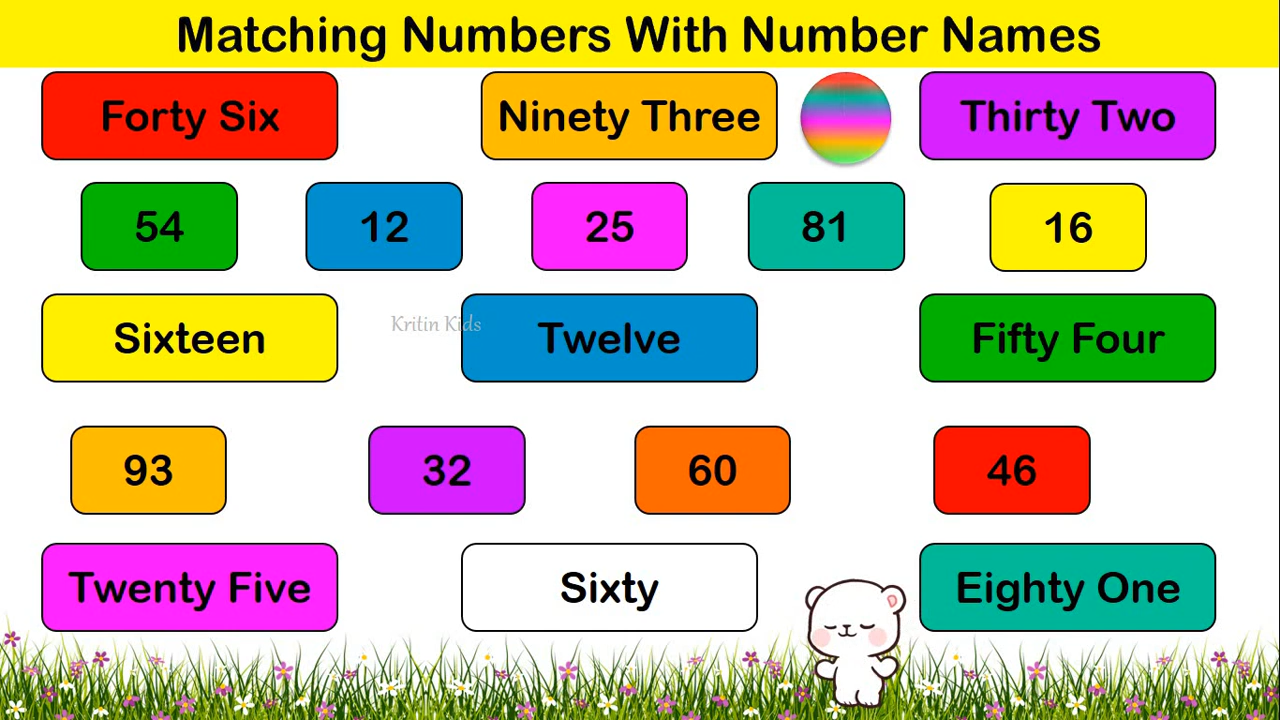 Matching Numbers With Number Names
Forty Six
Ninety Three
Thirty Two
54
12
25
81
16
Sixteen
Kritin Kids
Twelve
Fifty Four
93
32
60
46
Twenty Five
Sixty
Eighty One